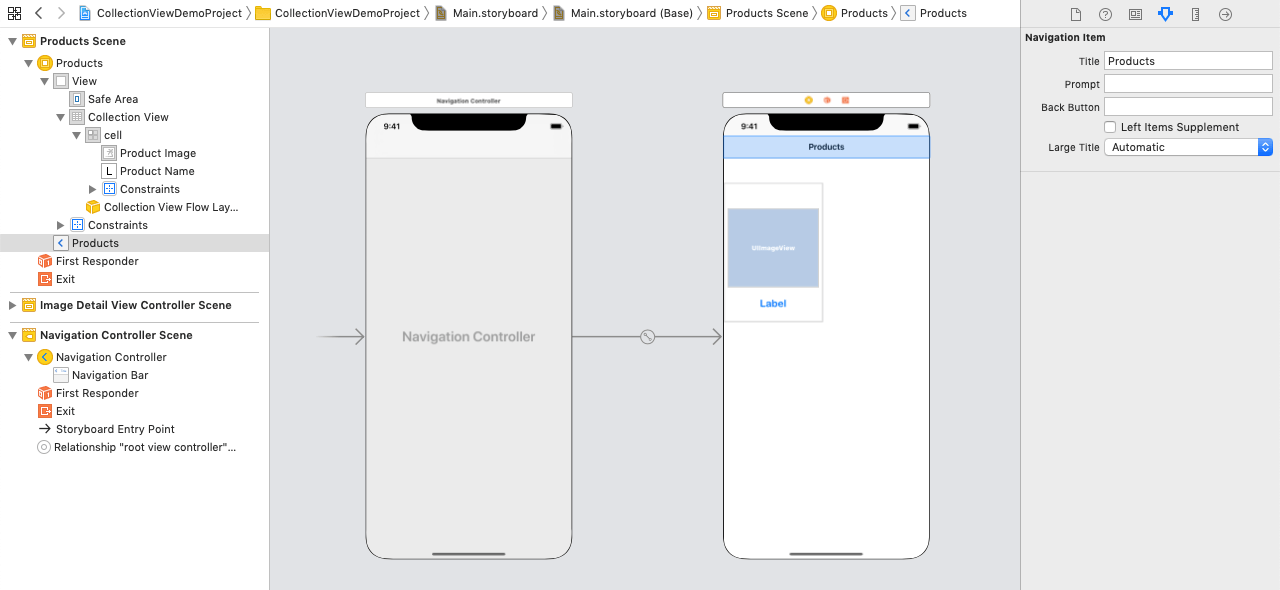 CollectionViewDemoProject CollectionViewDemoProject Main.storyboard Main.storyboard (Base) Products Scene Products Products
Products Scene
Products
View
Safe Area
Collection View
cell
Product Image
L Product Name
Constraints
Collection View Flow Lay...
Constraints
Products
First Responder
Exit
Image Detail View Controller Scene
Navigation Controller Scene
Navigation Controller
Navigation Bar
First Responder
Exit
Storyboard Entry Point
Relationship "root view controller"...
Navigation Controller
9:41
Navigation Controller
9:41
Products
UIImageView
Label
Navigation Item
Title Products
Prompt
Back Button
Left Items Supplement
Large Title Automatic